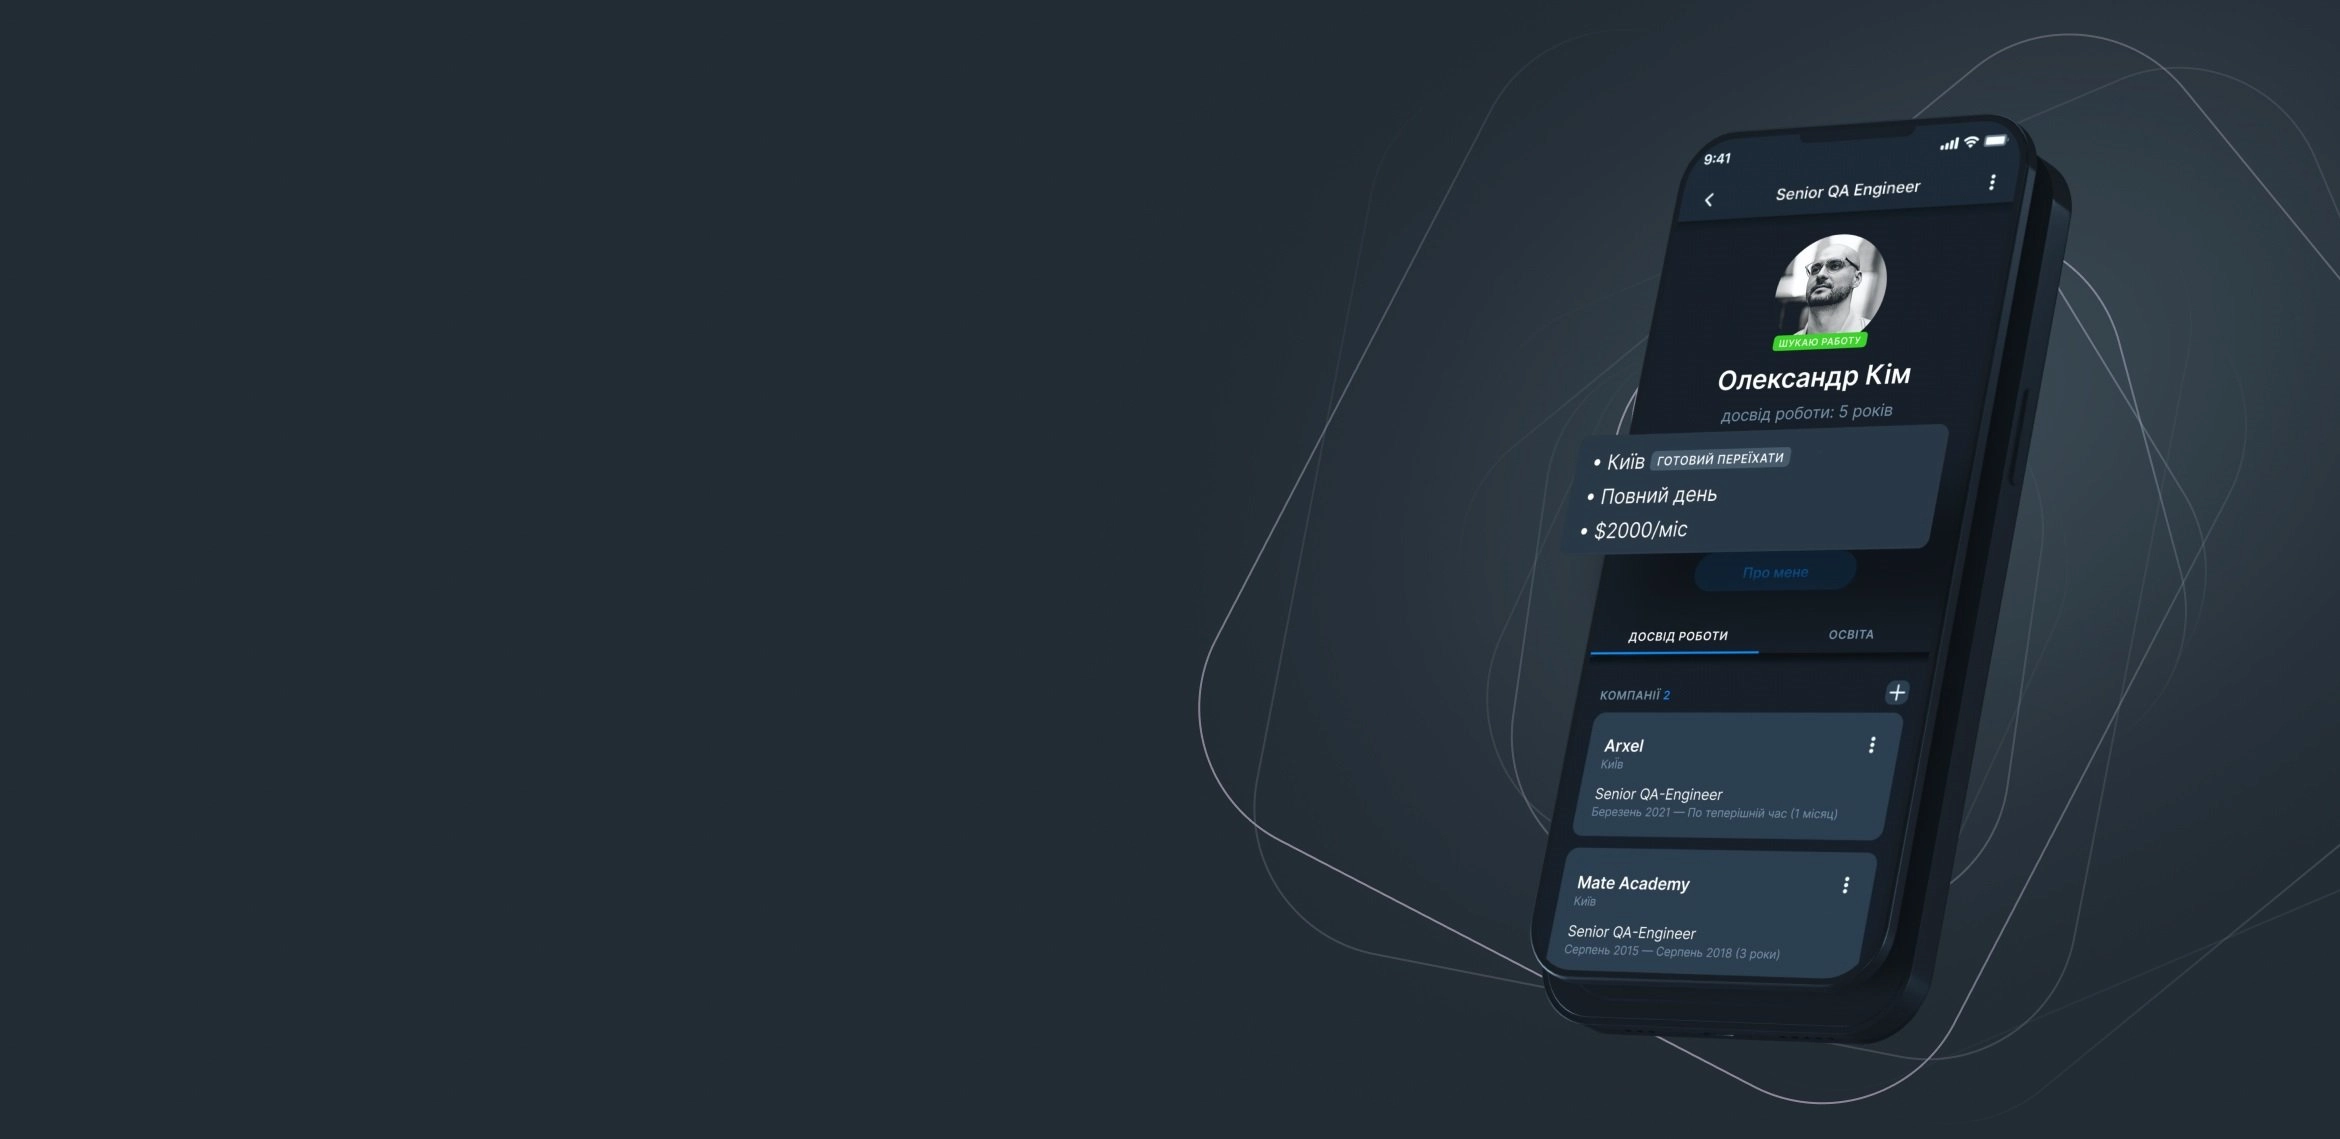 9:41
Senior QA Engineer
ШУКАЮ РАБОТУ
Олександр Кім
досвід роботи: 5 років
• Київ ГОТОВИЙ ПЕРЕЇХАТИ
• Повний день
• $2000/міс
Про мене
ДОСВІД РОБОТИ ОСВІТА
КОМПАНІЇ 2
Arxel
Київ
Senior QA-Engineer
Березень 2021 — По теперішній час (1 місяц)
Mate Academy
Київ
Senior QA-Engineer
Серпень 2015 — Серпень 2018 (3 роки)